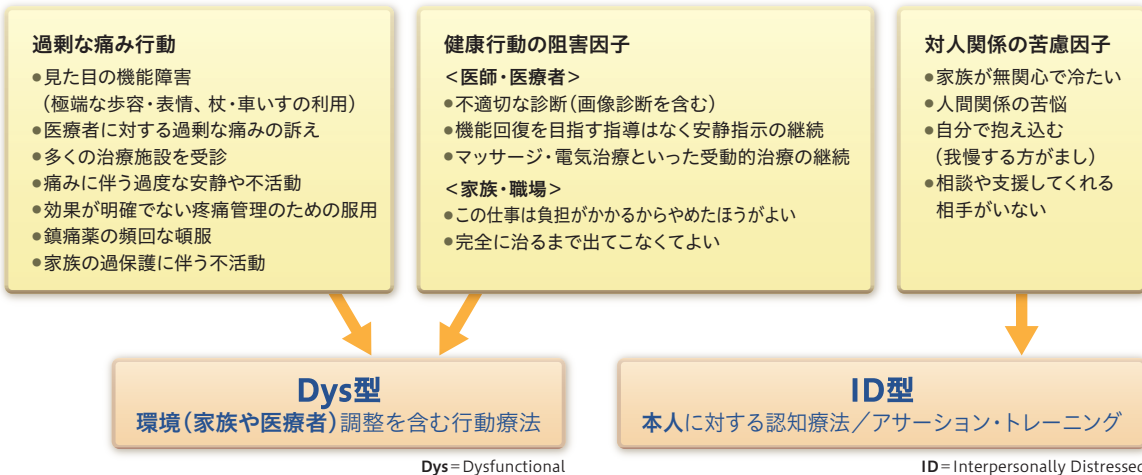 過剰な痛み行動
●見た目の機能障害
（極端な歩容・表情、杖・車いすの利用）
●医療者に対する過剰な痛みの訴え
●多くの治療施設を受診
●痛みに伴う過度な安静や不活動
●効果が明確でない疼痛管理のための服用
●鎮痛薬の頻回な頓服
●家族の過保護に伴う不活動
健康行動の阻害因子
＜医師・医療者＞
●不適切な診断（画像診断を含む）
●機能回復を目指す指導はなく安静指示の継続
●マッサージ・電気治療といった受動的治療の継続
＜家族・職場＞
●この仕事は負担がかかるからやめたほうがよい
●完全に治るまで出てこなくてよい
対人関係の苦慮因子
●家族が無関心で冷たい
●人間関係の苦悩
●自分で抱え込む
（我慢する方がまし）
●相談や支援してくれる
相手がいない
Dys型
環境（家族や医療者）調整を含む行動療法
Dys＝Dysfunctional
ID型
本人に対する認知療法／アサーション・トレーニング
ID＝Interpersonally Distressed